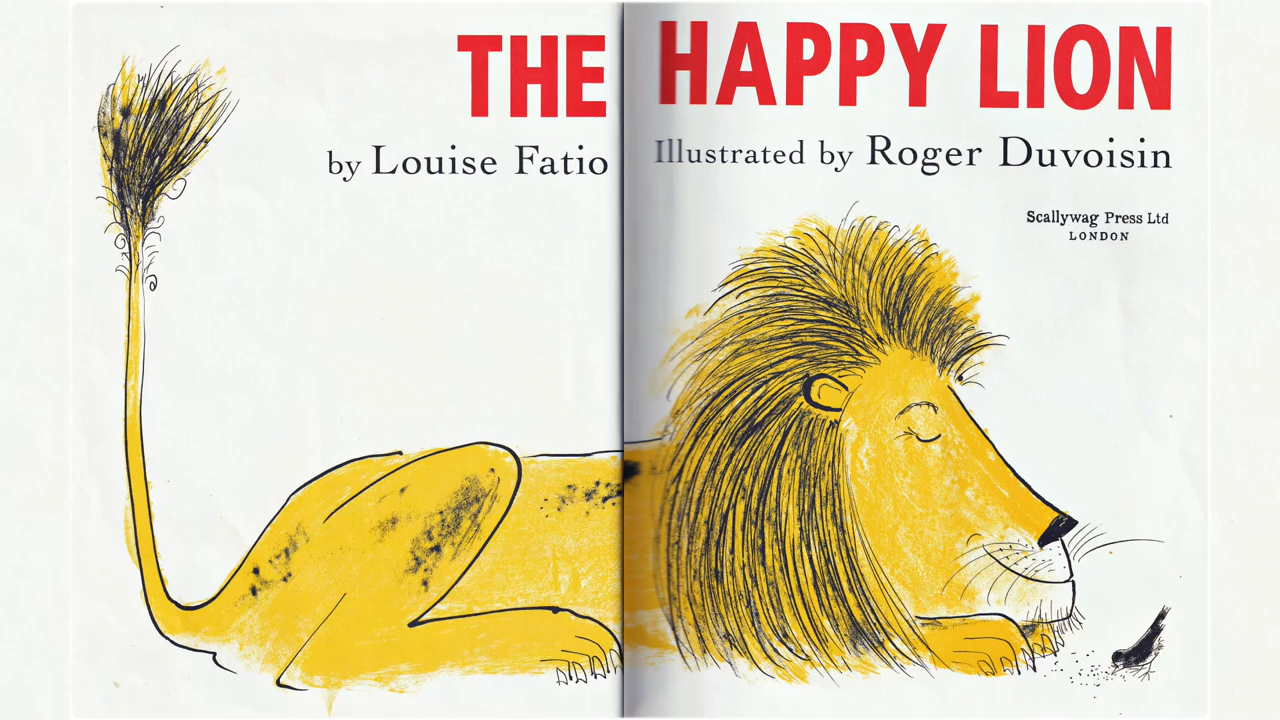 THE HAPPY LION
by Louise Fatio Illustrated by Roger Duvoisin
Scallywag Press Ltd
LONDON